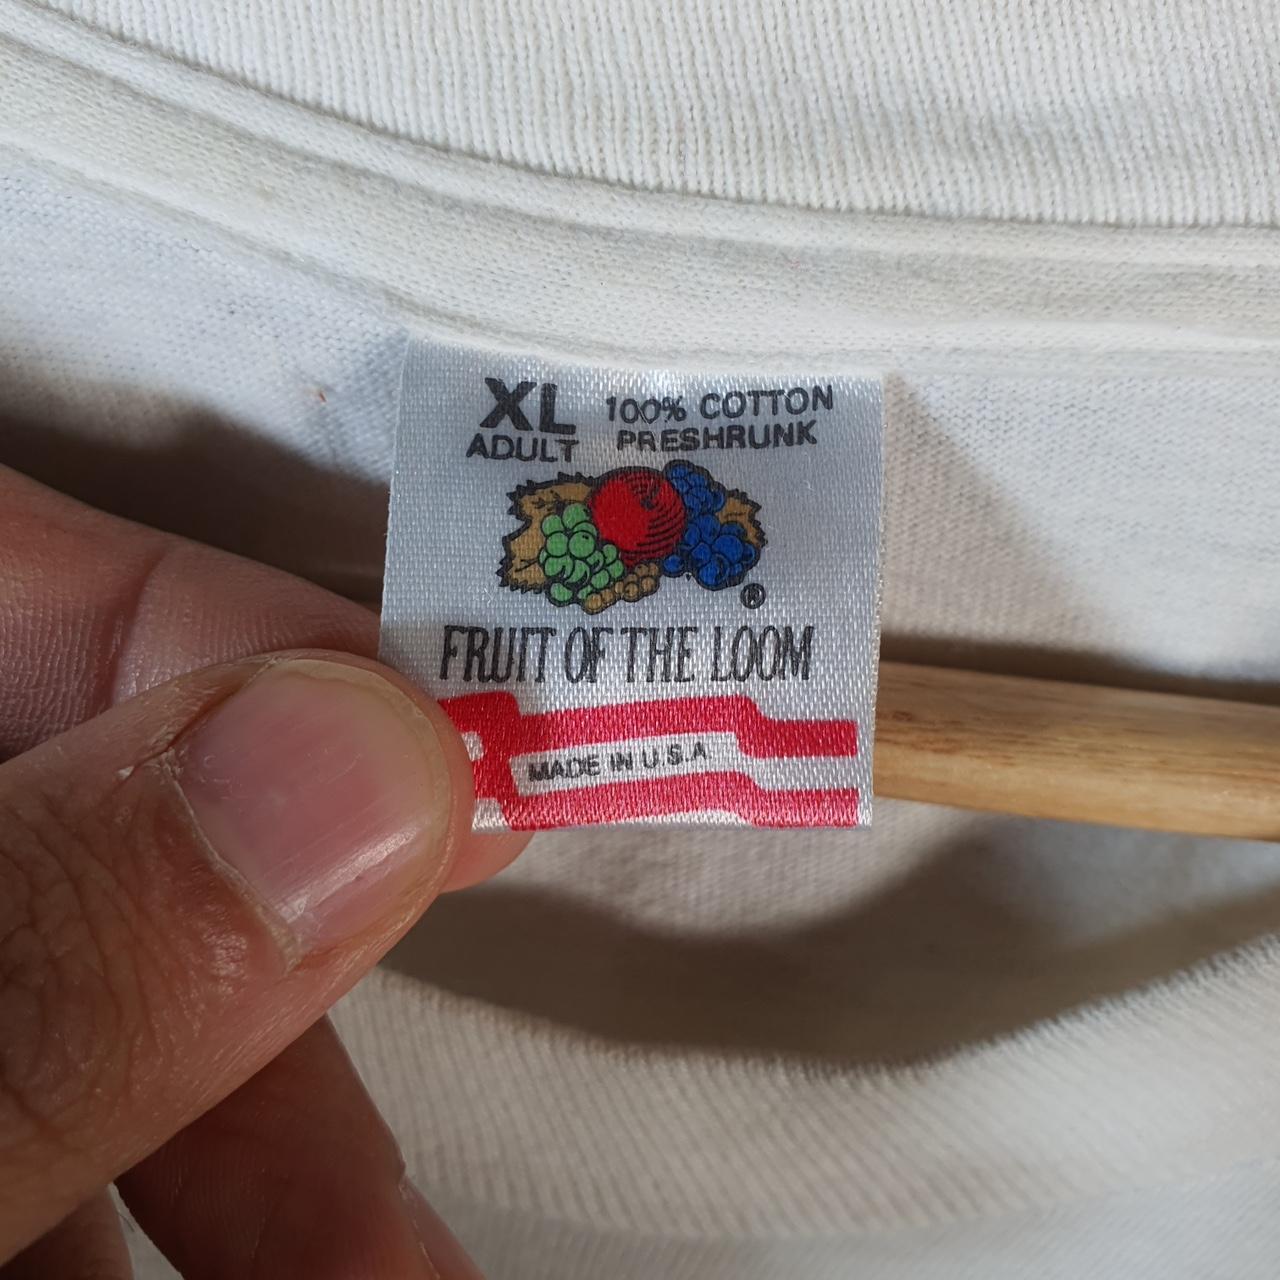 XL 100% COTTON
ADULT PRESHRUNK
®
FRUIT OF THE LOOM
MADE IN U.S.A.